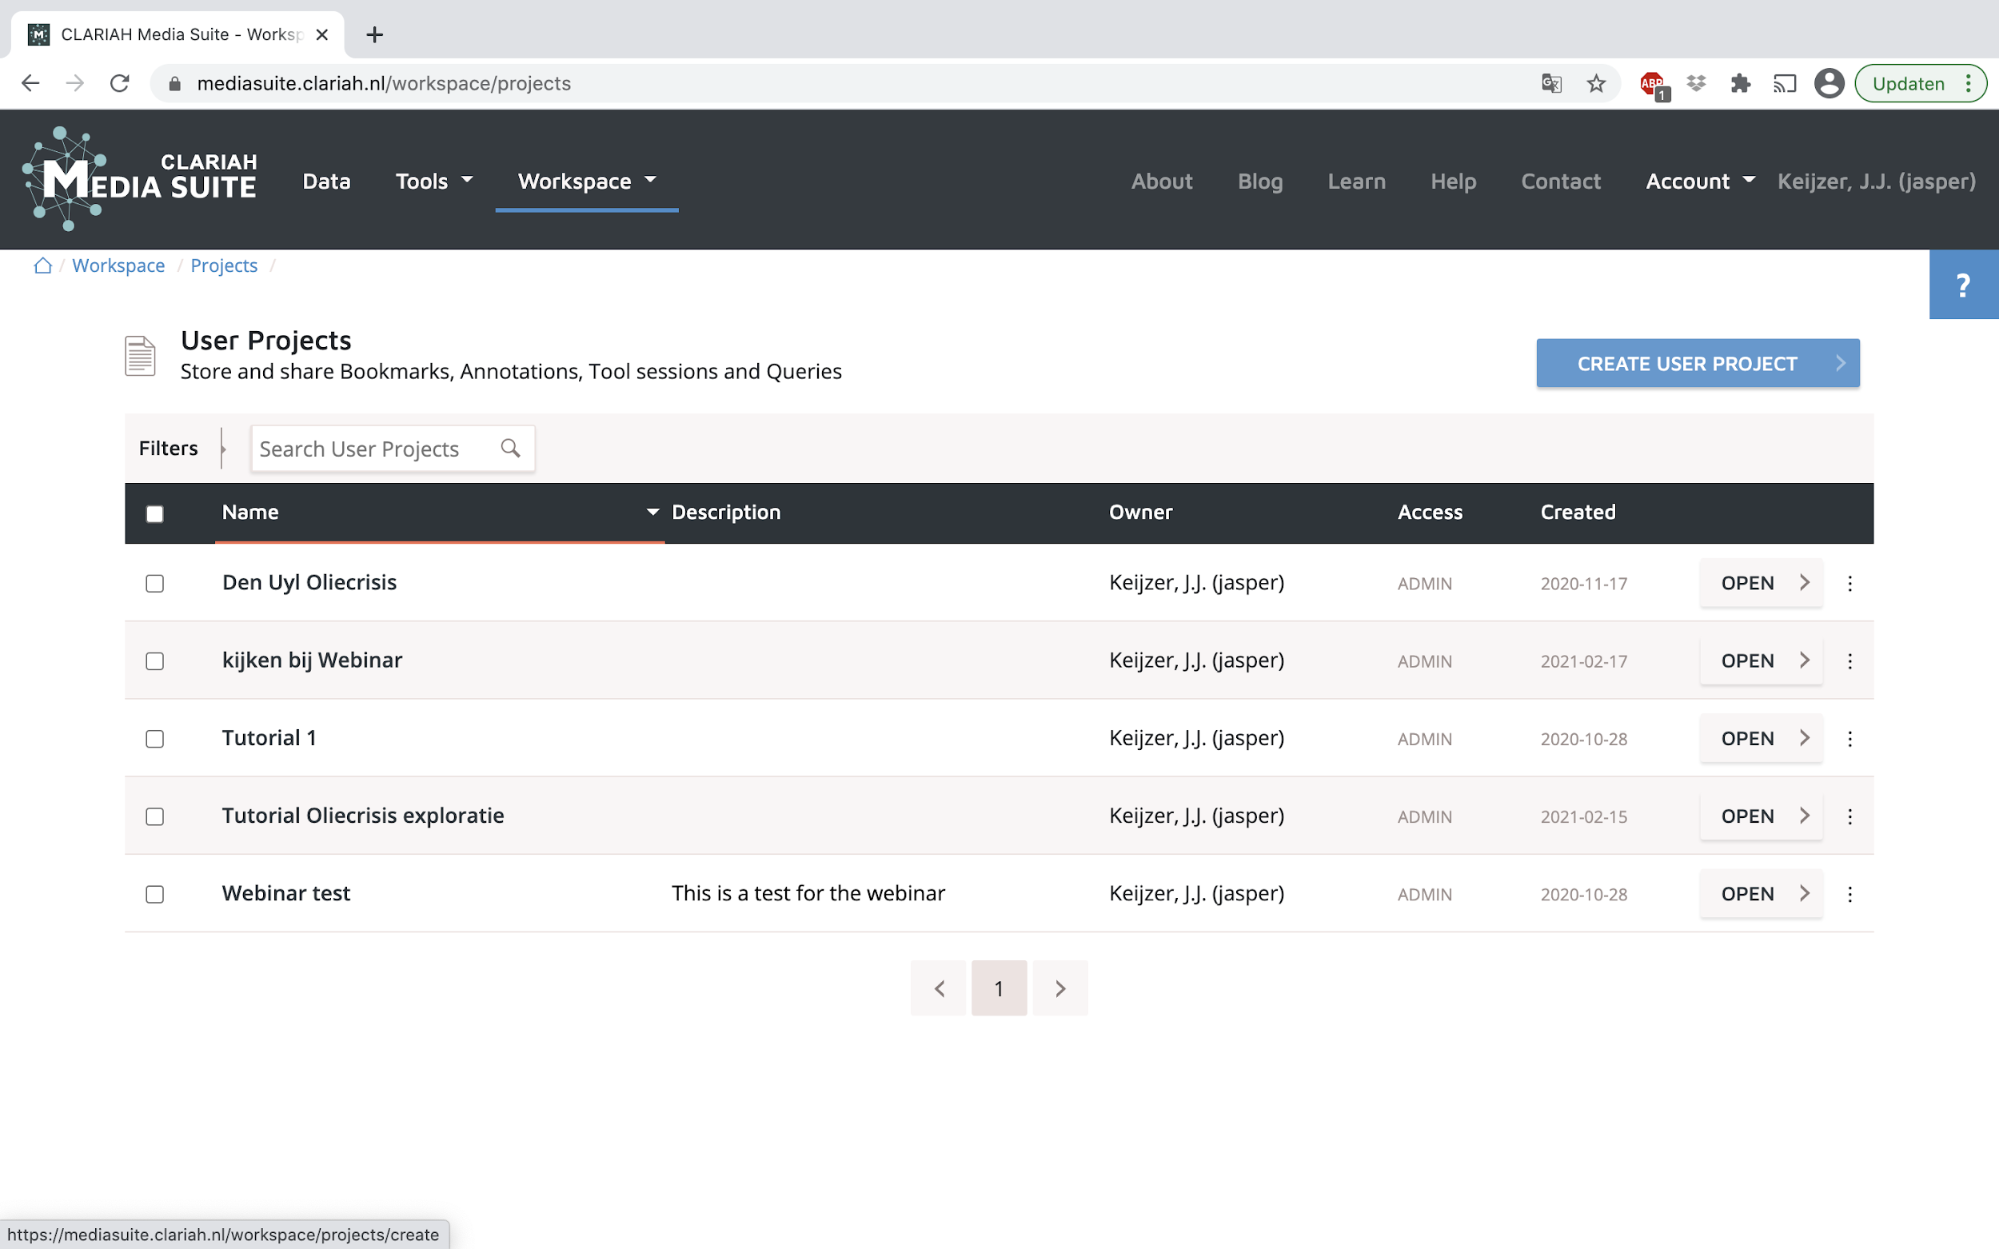 CLARIAH Media Suite - Worksp
mediasuite.clariah.nl/workspace/projects
ABP
1
Updaten
CLARIAH
MEDIA SUITE
Data
Tools
Workspace
About
Blog
Learn
Help
Contact
Account
Keijzer, J.J. (jasper)
/ Workspace / Projects /
?
User Projects
Store and share Bookmarks, Annotations, Tool sessions and Queries
CREATE USER PROJECT
Filters
Search User Projects
Name Description Owner Access Created
Den Uyl Oliecrisis Keijzer, J.J. (jasper) ADMIN 2020-11-17 OPEN
kijken bij Webinar Keijzer, J.J. (jasper) ADMIN 2021-02-17 OPEN
Tutorial 1 Keijzer, J.J. (jasper) ADMIN 2020-10-28 OPEN
Tutorial Oliecrisis exploratie Keijzer, J.J. (jasper) ADMIN 2021-02-15 OPEN
Webinar test This is a test for the webinar Keijzer, J.J. (jasper) ADMIN 2020-10-28 OPEN
1
https://mediasuite.clariah.nl/workspace/projects/create